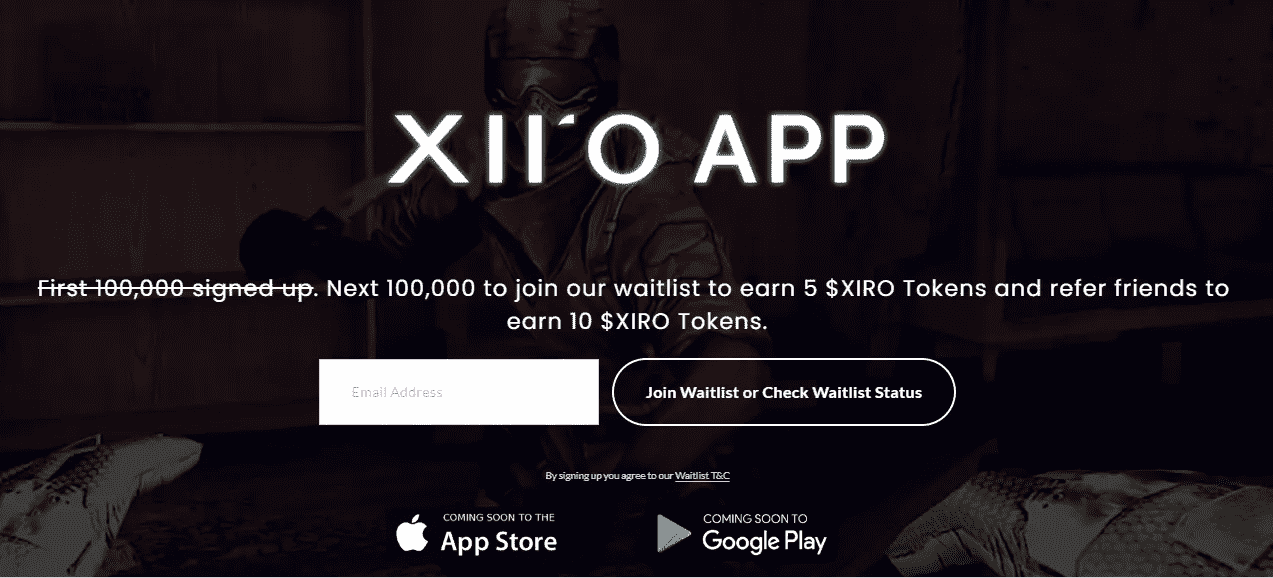 XIRO APP
First 100,000 signed up. Next 100,000 to join our waitlist to earn 5 $XIRO Tokens and refer friends to
earn 10 $XIRO Tokens.
Email Address
Join Waitlist or Check Waitlist Status
By signing up you agree to our Waitlist T&C
COMING SOON TO THE
App Store
COMING SOON TO
Google Play